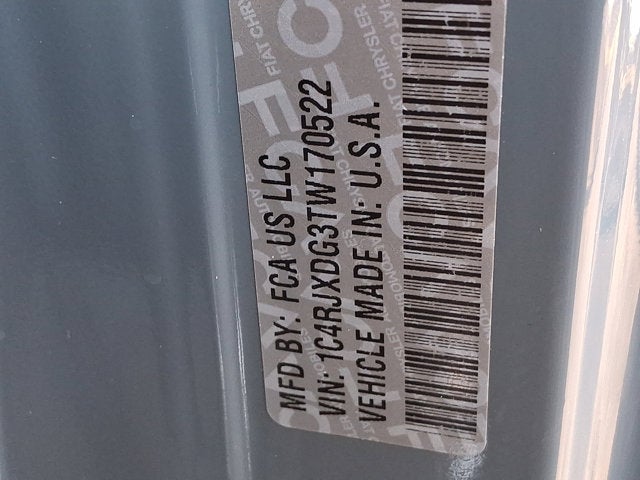 MFD BY: FCA US LLC
VIN: 1C4RJXDG3TW170522
VEHICLE MADE IN: U.S.A.